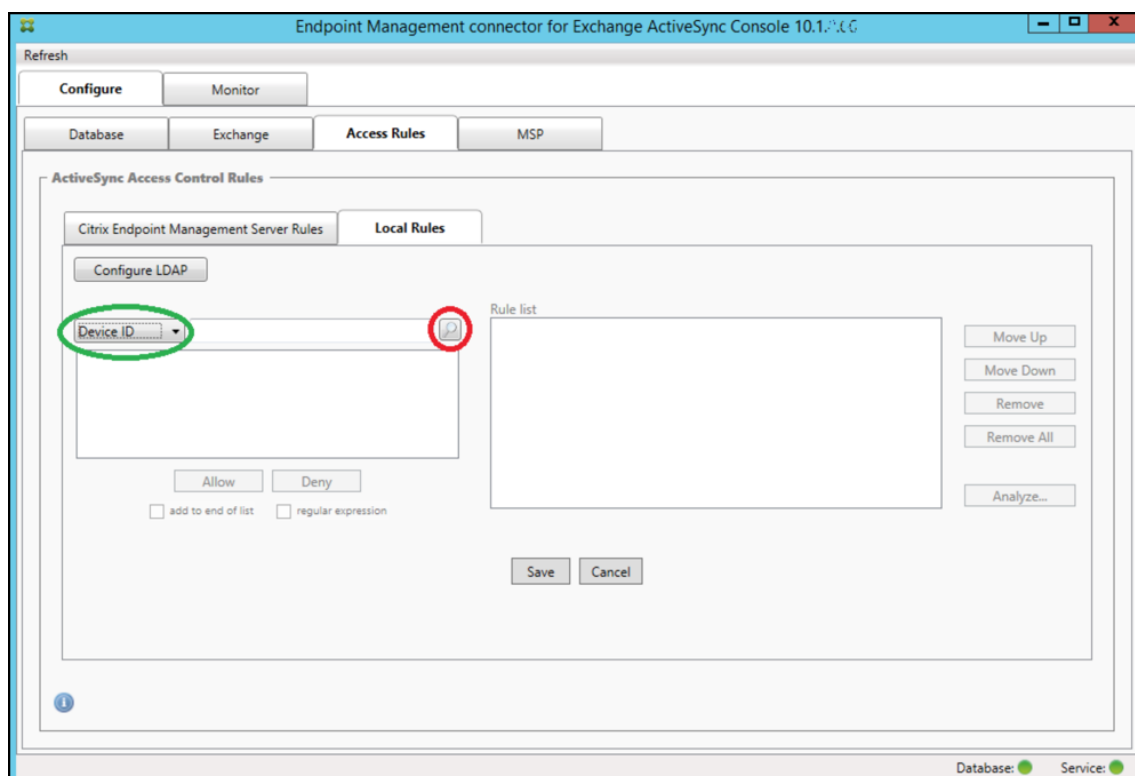 Endpoint Management connector for Exchange ActiveSync Console 10.1.
Refresh
Configure Monitor
Database Exchange Access Rules MSP
ActiveSync Access Control Rules
Citrix Endpoint Management Server Rules Local Rules
Configure LDAP
Rule list
Device ID
Move Up
Move Down
Remove
Remove All
Allow Deny
Analyze...
add to end of list regular expression
Save Cancel
Database: Service: